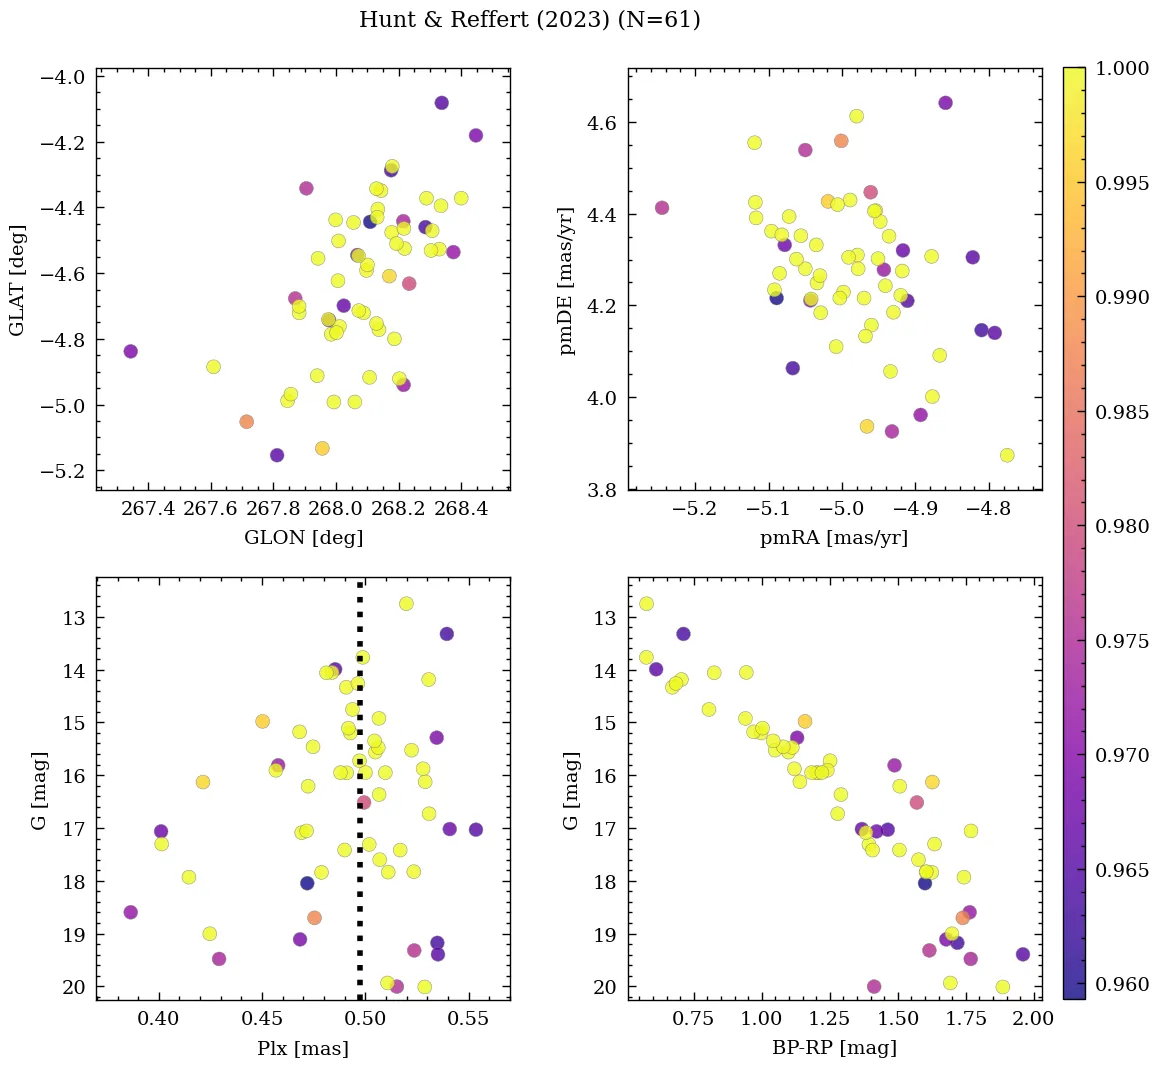 Hunt & Reffert (2023) (N=61)
−4.0
−4.2
−4.4
−4.6
−4.8
−5.0
−5.2
GLAT [deg]
267.4 267.6 267.8 268.0 268.2 268.4
GLON [deg]
4.6
4.4
4.2
4.0
3.8
pmDE [mas/yr]
−5.2 −5.1 −5.0 −4.9 −4.8
pmRA [mas/yr]
1.000
0.995
0.990
0.985
0.980
0.975
0.970
0.965
0.960
13
14
15
16
17
18
19
20
G [mag]
0.40 0.45 0.50 0.55
Plx [mas]
13
14
15
16
17
18
19
20
G [mag]
0.75 1.00 1.25 1.50 1.75 2.00
BP-RP [mag]